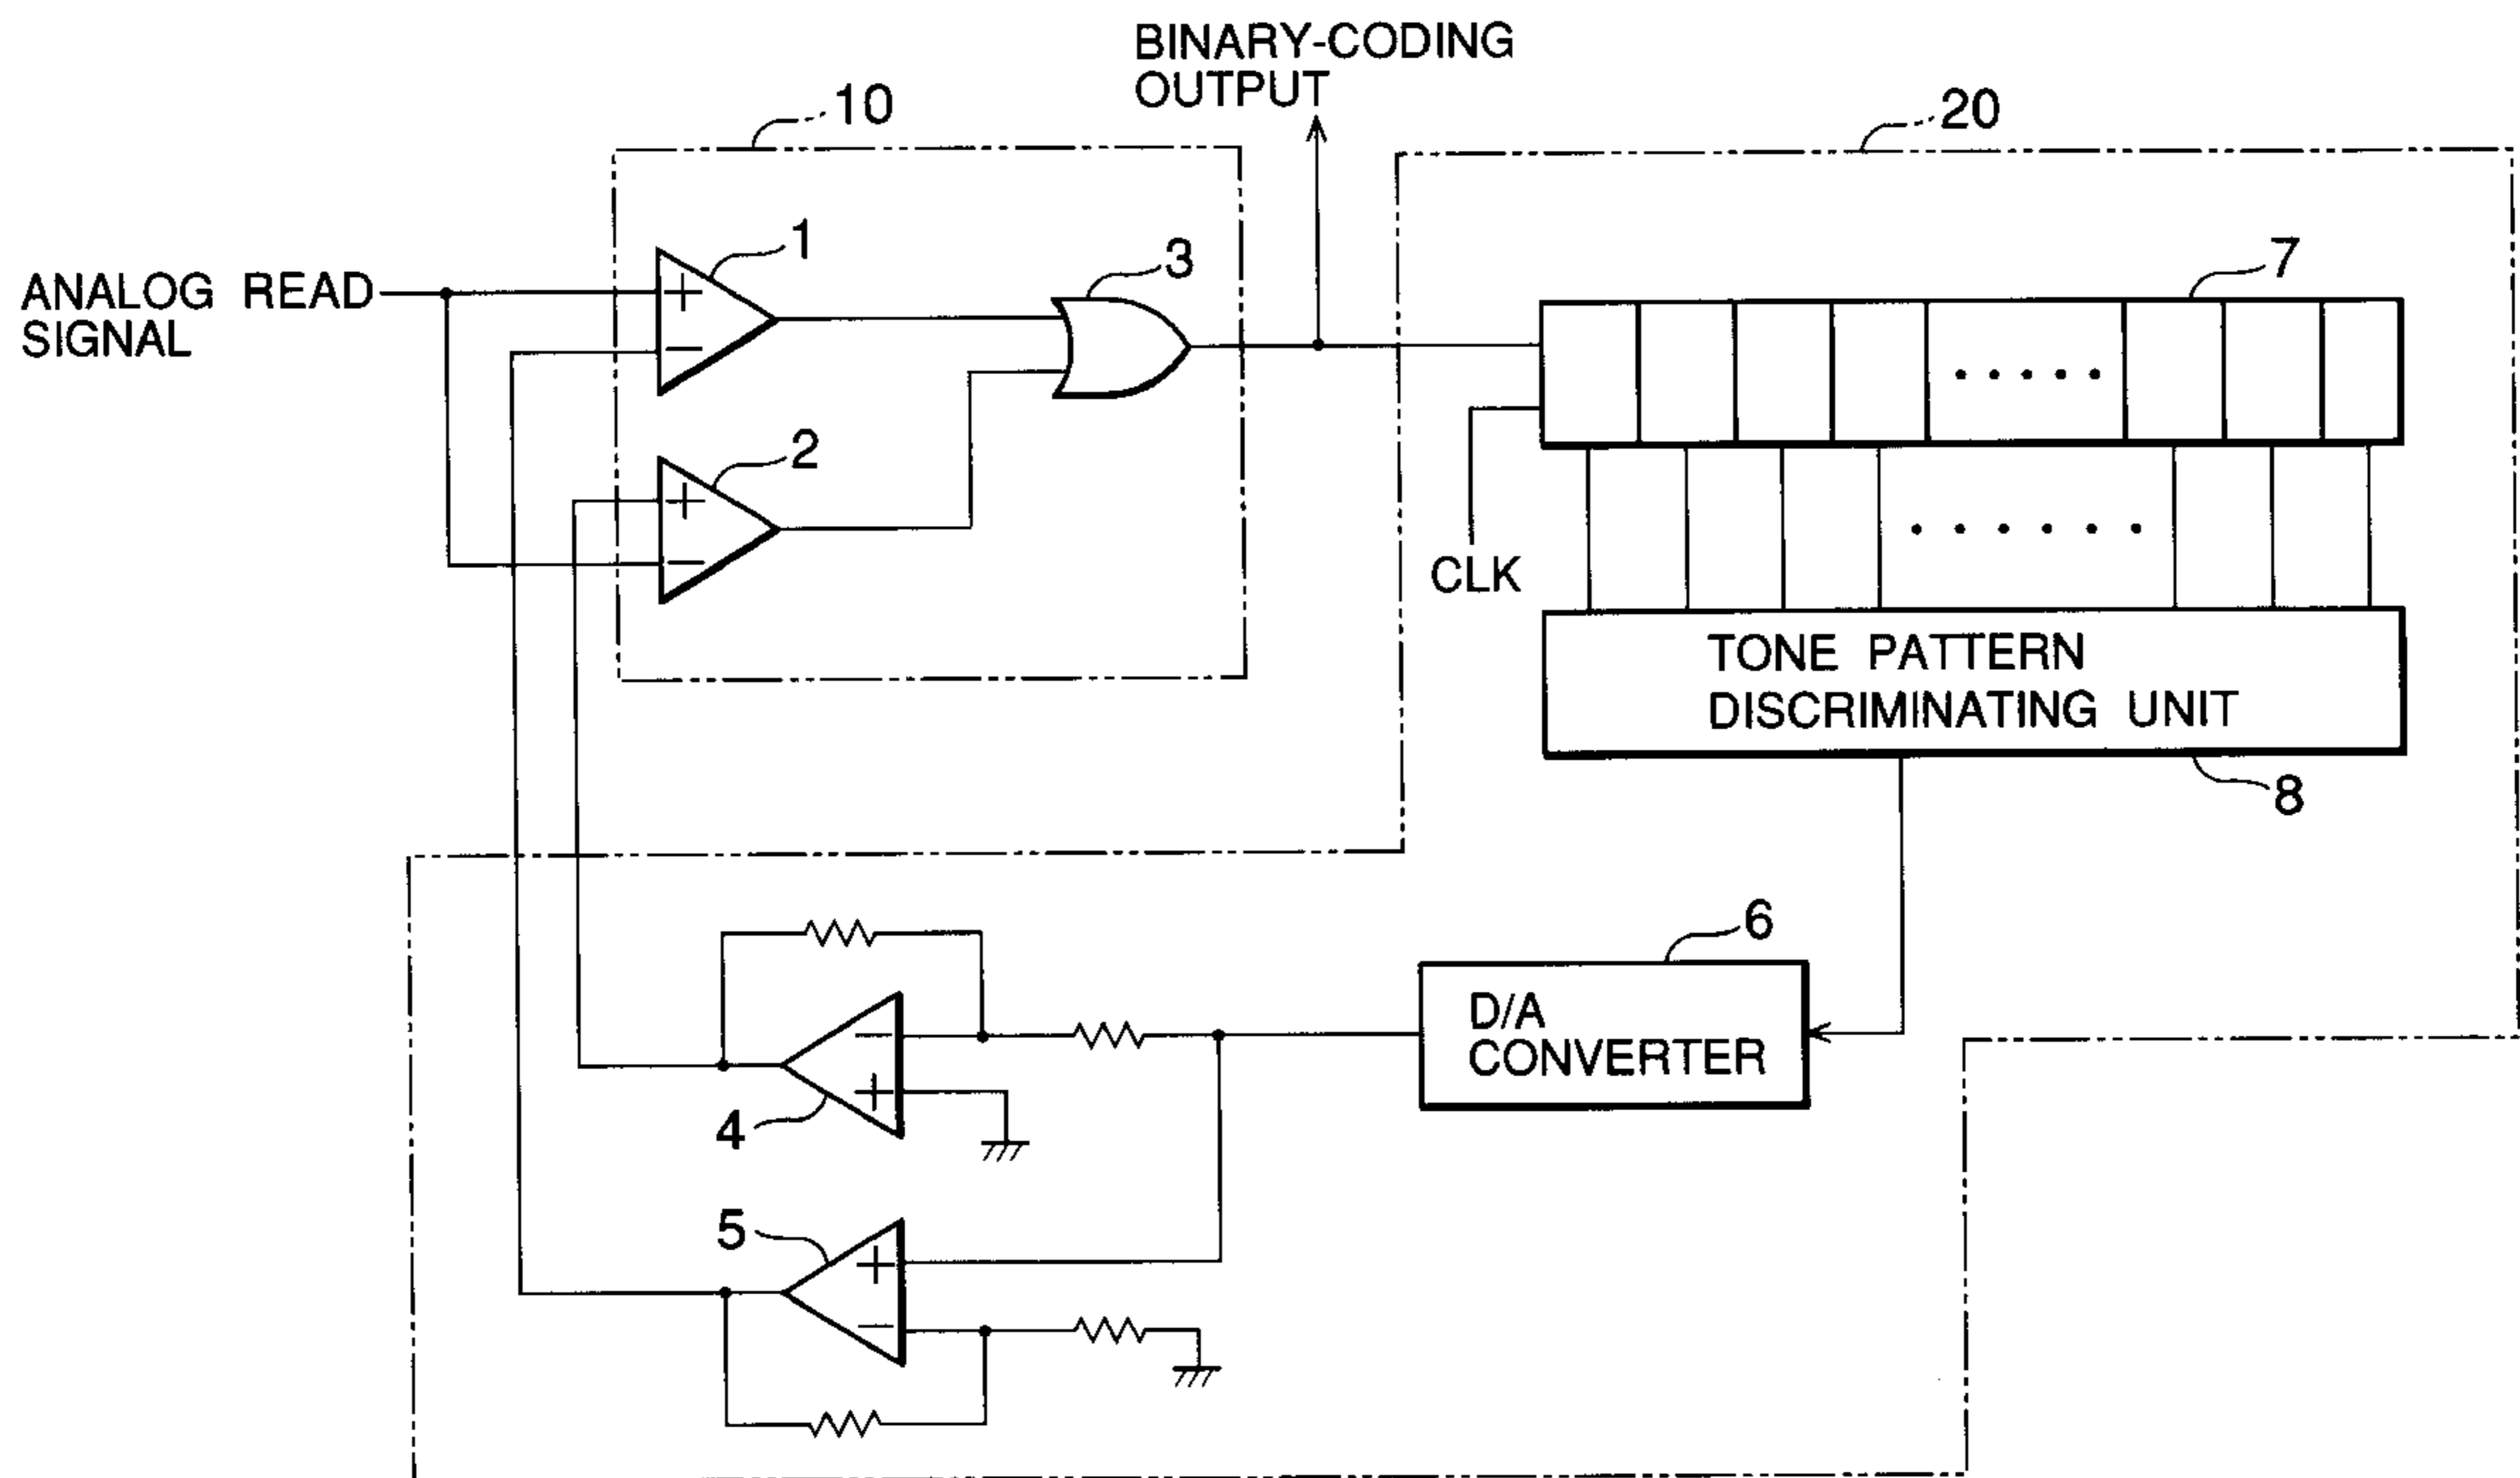 BINARY-CODING
OUTPUT
10
20
1
3
7
ANALOG READ
SIGNAL
+
−
2
+
−
CLK
TONE PATTERN
DISCRIMINATING UNIT
8
6
D/A
CONVERTER
−
+
4
5
+
−